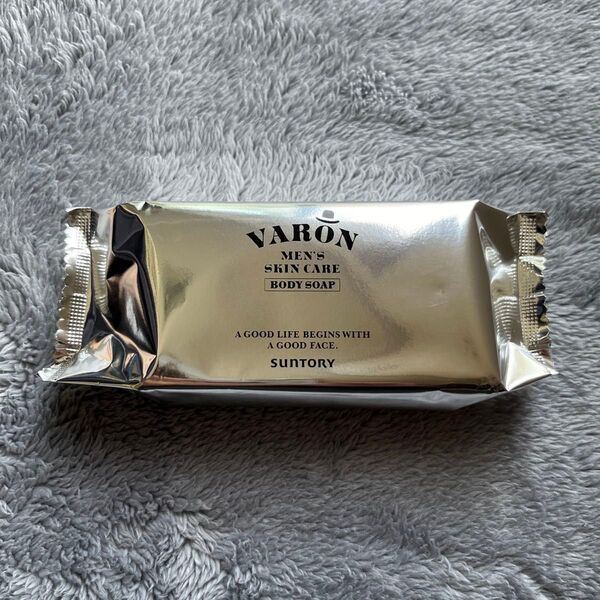 VARON
MEN'S
SKIN CARE
BODY SOAP
A GOOD LIFE BEGINS WITH
A GOOD FACE.
SUNTORY